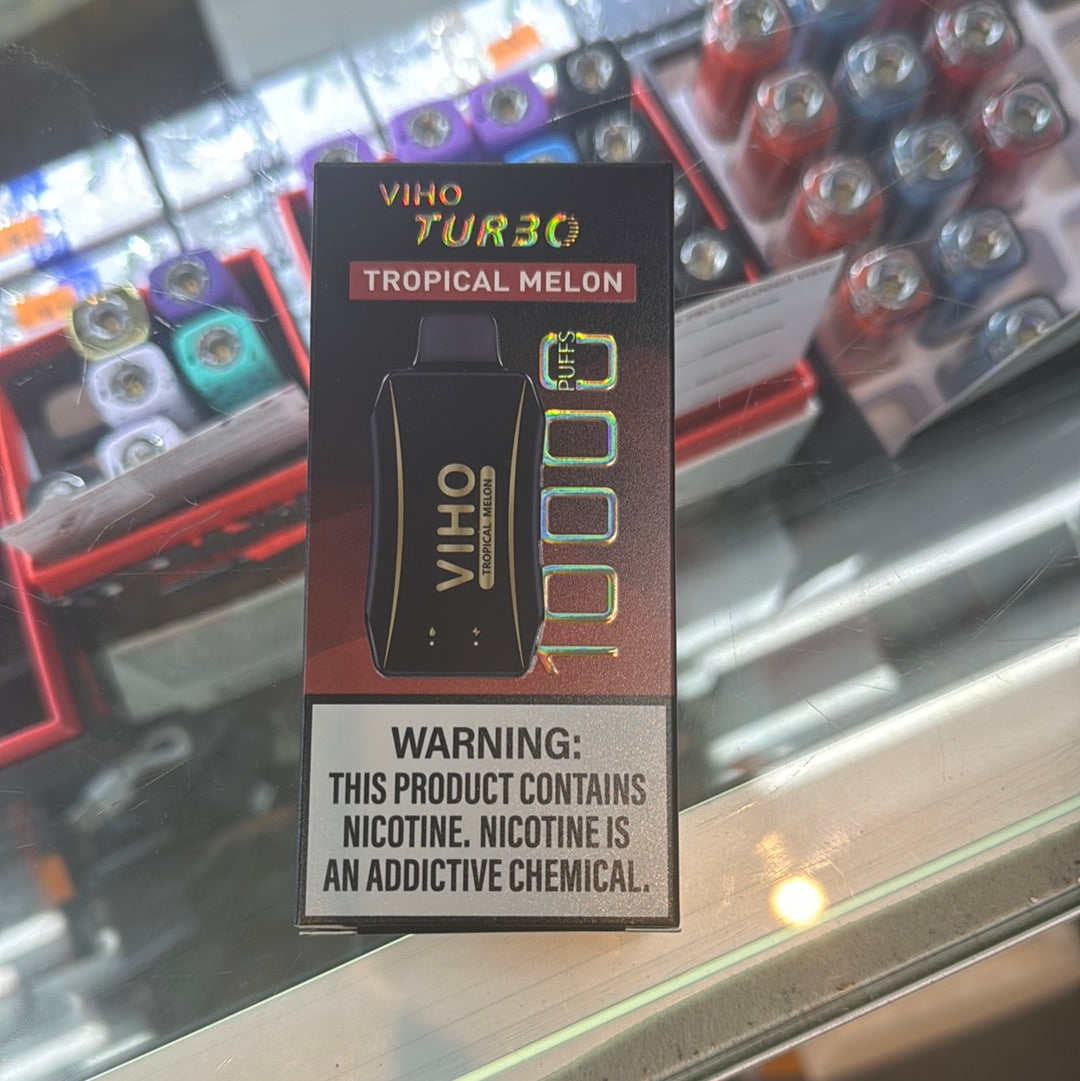 VIHO
TURBO
TROPICAL MELON
10000
PUFFS
VIHO
TROPICAL MELON
WARNING:
THIS PRODUCT CONTAINS
NICOTINE. NICOTINE IS
AN ADDICTIVE CHEMICAL.